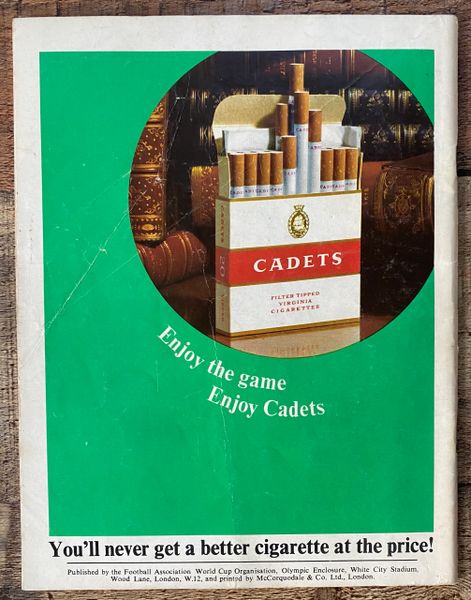 CADETS
FILTER TIPPED
VIRGINIA
CIGARETTES
CADETS
20
Enjoy the game
Enjoy Cadets
You'll never get a better cigarette at the price!
Published by the Football Association World Cup Organisation, Olympic Enclosure, White City Stadium,
Wood Lane, London, W.12, and printed by McCorquodale & Co. Ltd., London.